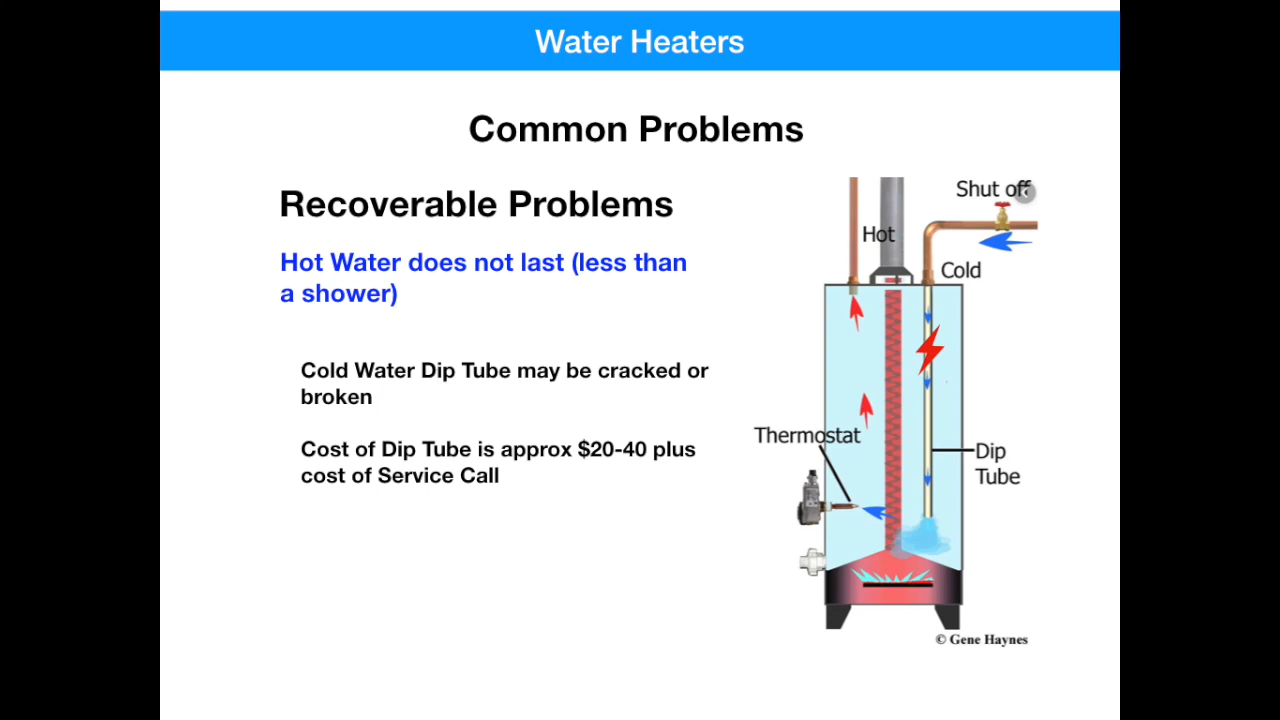 Water Heaters
Common Problems
Recoverable Problems
Hot Water does not last (less than
a shower)
Cold Water Dip Tube may be cracked or
broken
Cost of Dip Tube is approx $20-40 plus
cost of Service Call
Shut off
Hot
Cold
Thermostat
Dip
Tube
© Gene Haynes